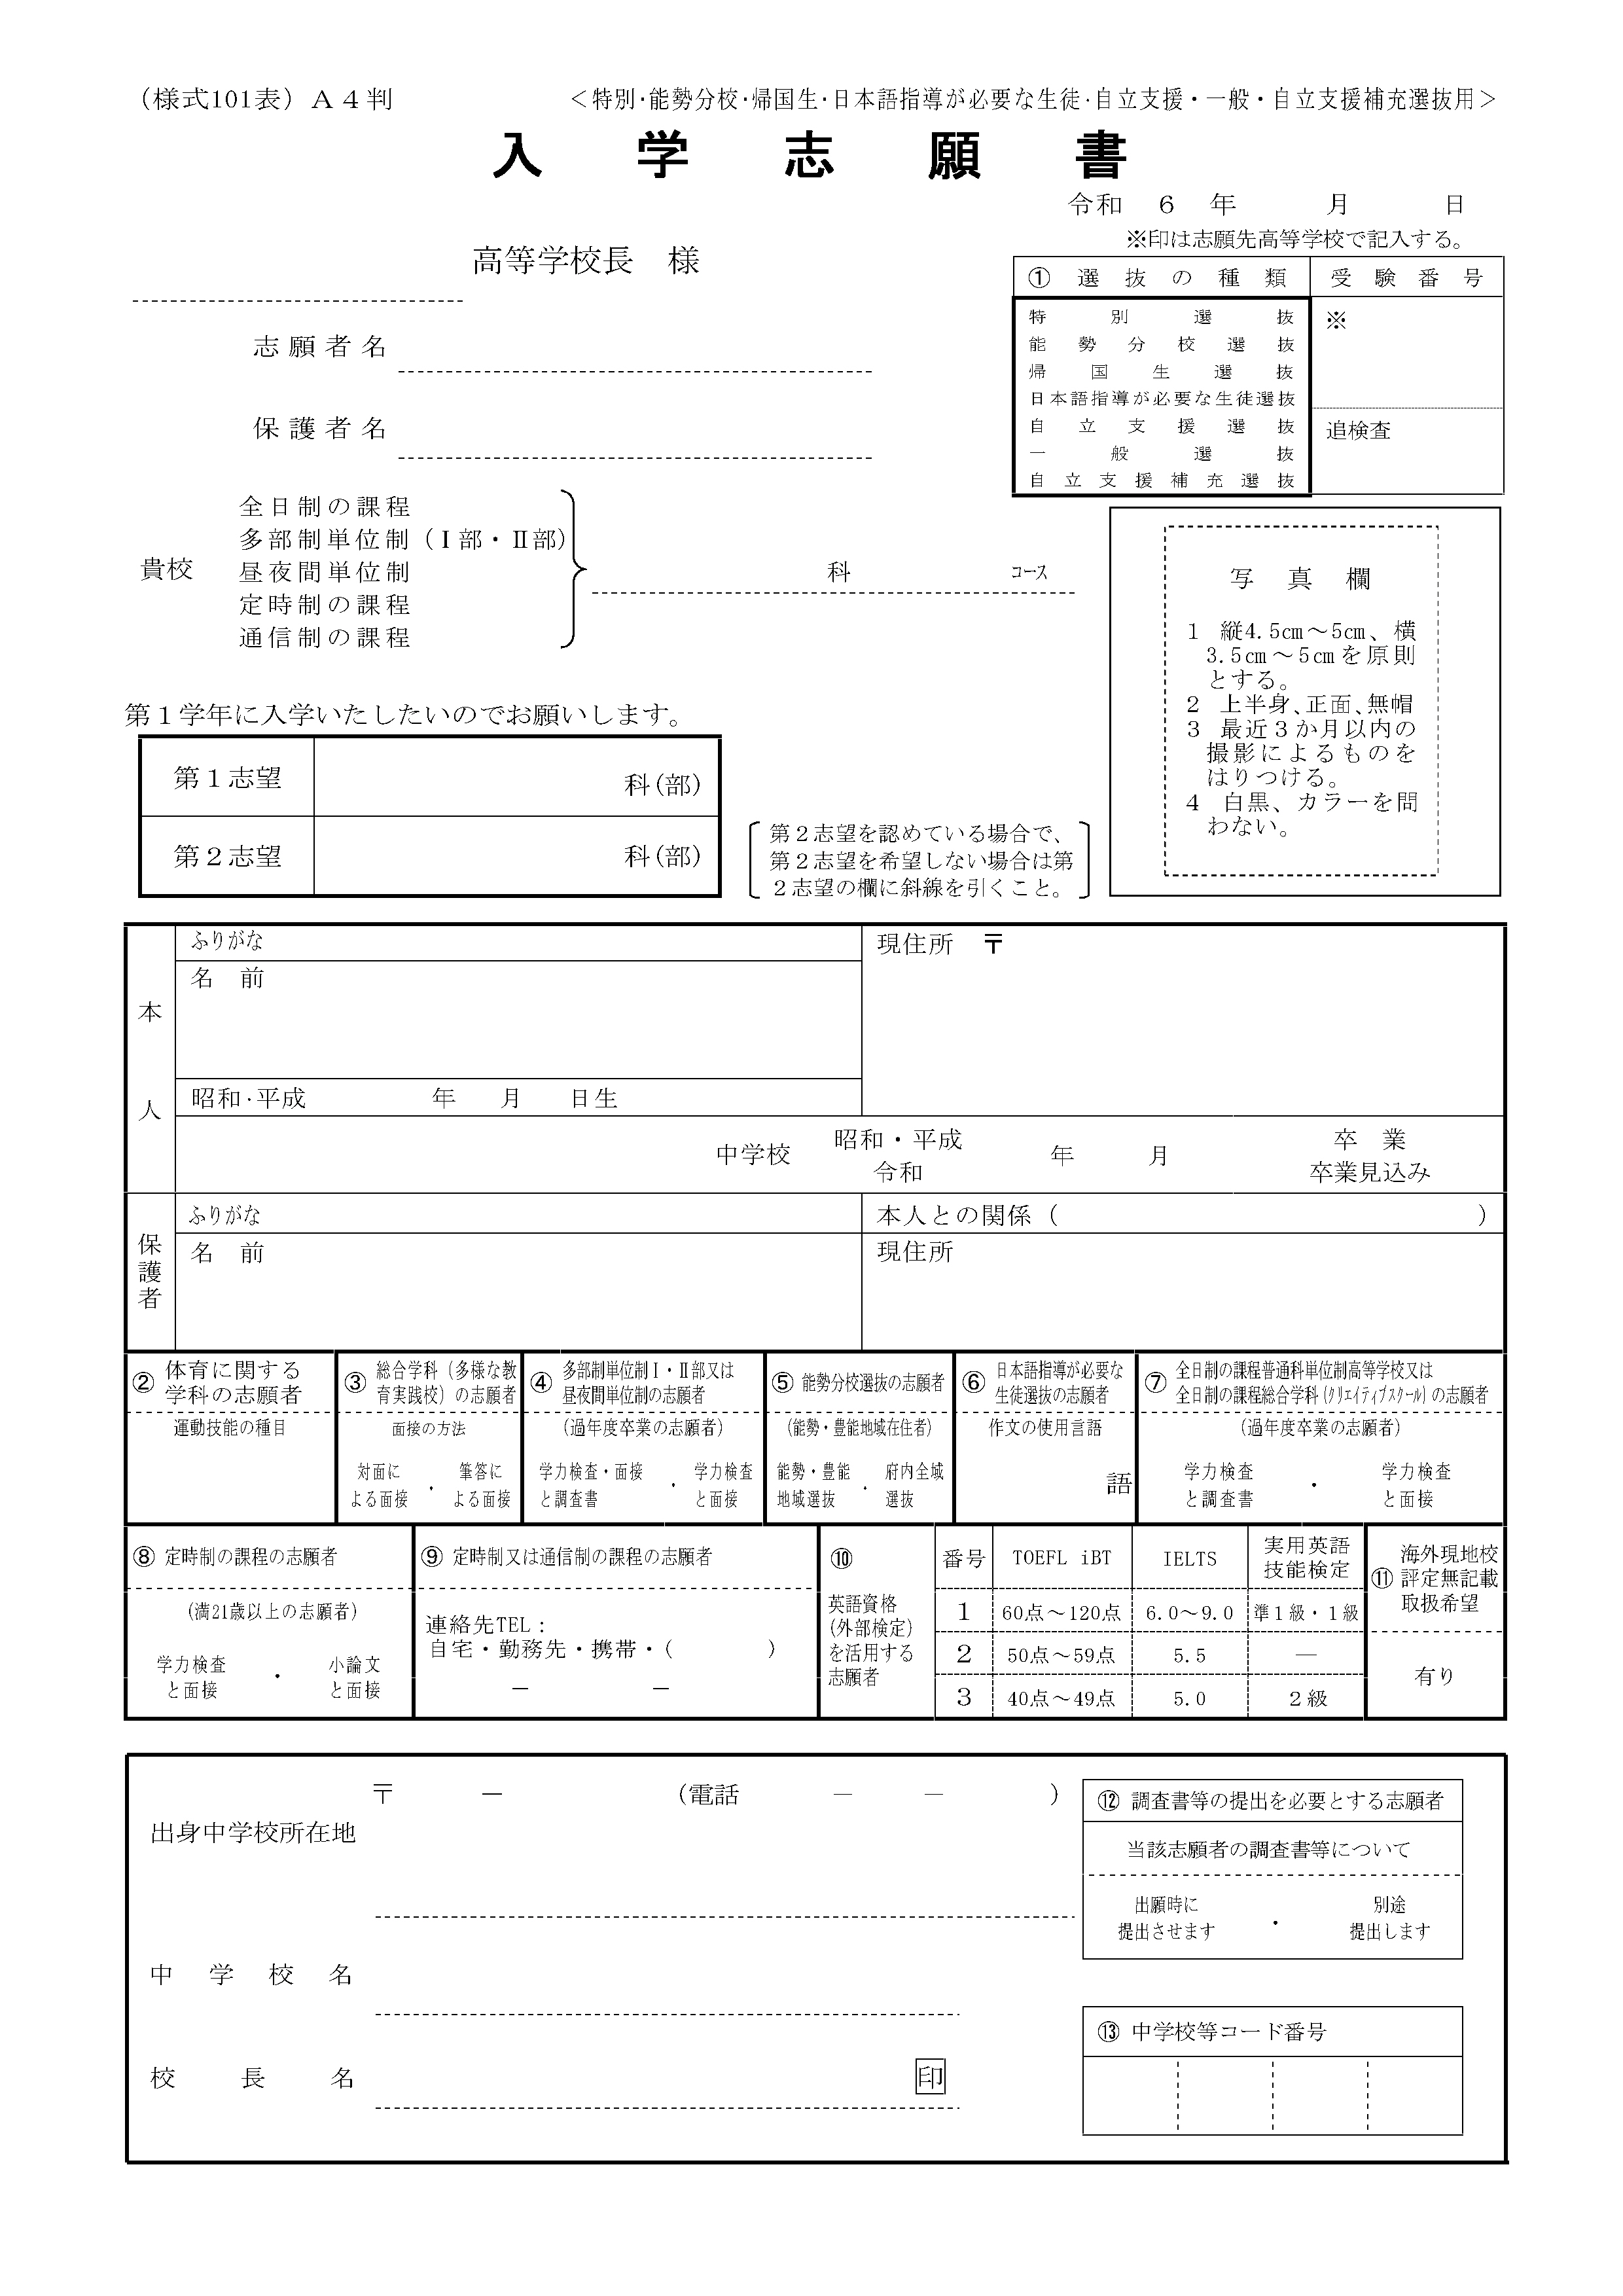 （様式101表）Ａ４判　＜特別･能勢分校･帰国生･日本語指導が必要な生徒･自立支援・一般・自立支援補充選抜用＞
入学志願書
令和　6　年　月　日
※印は志願先高等学校で記入する。
高等学校長　様
① 選抜の種類　受験番号
特別選抜　※
能勢分校選抜
帰国生選抜
日本語指導が必要な生徒選抜
自立支援選抜　追検査
一般選抜
自立支援補充選抜
志願者名
保護者名
貴校
全日制の課程
多部制単位制（Ⅰ部・Ⅱ部）
昼夜間単位制
定時制の課程
通信制の課程
科　ｺｰｽ
写真欄
1　縦4.5㎝～5㎝、横
3.5㎝～5㎝を原則
とする。
2　上半身､正面､無帽
3　最近３か月以内の
撮影によるものを
はりつける。
4　白黒、カラーを問
わない。
第１学年に入学いたしたいのでお願いします。
第１志望　科(部)
第２志望　科(部)
第２志望を認めている場合で、
第２志望を希望しない場合は第
２志望の欄に斜線を引くこと。
本人
ふりがな
名　前
現住所　〒
昭和･平成　年　月　日生
中学校　昭和・平成　年　月　卒　業
令和　卒業見込み
保護者
ふりがな　本人との関係（　）
名　前　現住所
② 体育に関する
学科の志願者
運動技能の種目
③ 総合学科（多様な教
育実践校）の志願者
面接の方法
対面に　・　筆答に
よる面接　よる面接
④ 多部制単位制Ⅰ・Ⅱ部又は
昼夜間単位制の志願者
（過年度卒業の志願者）
学力検査・面接　・　学力検査
と調査書　と面接
⑤ 能勢分校選抜の志願者
（能勢・豊能地域在住者）
能勢・豊能　・　府内全域
地域選抜　選抜
⑥ 日本語指導が必要な
生徒選抜の志願者
作文の使用言語
語
⑦ 全日制の課程普通科単位制高等学校又は
全日制の課程総合学科(ｸﾘｴｲﾃｨﾌﾞｽｸｰﾙ)の志願者
（過年度卒業の志願者）
学力検査　・　学力検査
と調査書　と面接
⑧ 定時制の課程の志願者
（満21歳以上の志願者）
学力検査　・　小論文
と面接　と面接
⑨ 定時制又は通信制の課程の志願者
連絡先TEL：
自宅・勤務先・携帯・（　）
－　－
⑩
英語資格
（外部検定）
を活用する
志願者
番号　TOEFL iBT　IELTS　実用英語
技能検定
1　60点～120点　6.0～9.0　準１級・１級
2　50点～59点　5.5　―
3　40点～49点　5.0　２級
⑪ 海外現地校
評定無記載
取扱希望
有り
〒　－　（電話　－　－　）
出身中学校所在地
中学校名
校長名　印
⑫ 調査書等の提出を必要とする志願者
当該志願者の調査書等について
出願時に　・　別途
提出させます　提出します
⑬ 中学校等コード番号